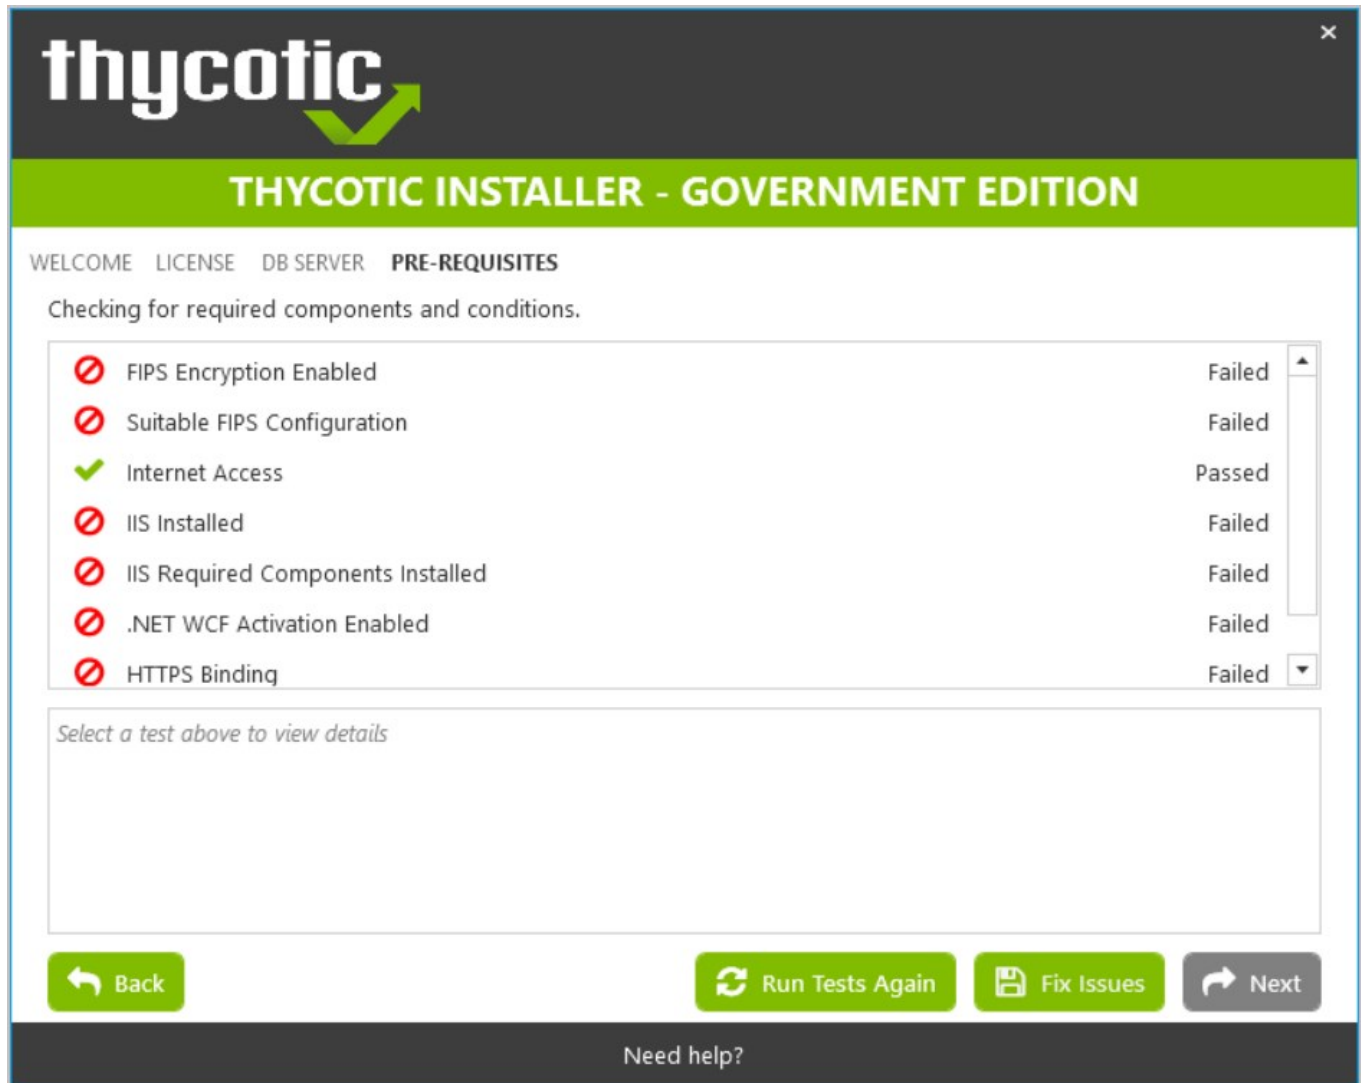 thycotic
×
THYCOTIC INSTALLER - GOVERNMENT EDITION
WELCOME LICENSE DB SERVER PRE-REQUISITES
Checking for required components and conditions.
FIPS Encryption Enabled Failed
Suitable FIPS Configuration Failed
Internet Access Passed
IIS Installed Failed
IIS Required Components Installed Failed
.NET WCF Activation Enabled Failed
HTTPS Binding Failed
Select a test above to view details
Back Run Tests Again Fix Issues Next
Need help?